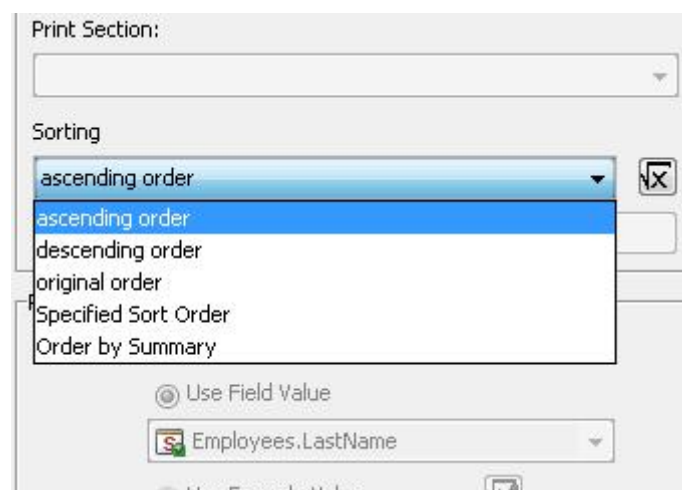 Print Section:
Sorting
ascending order
ascending order
descending order
original order
Specified Sort Order
Order by Summary
Use Field Value
Employees.LastName